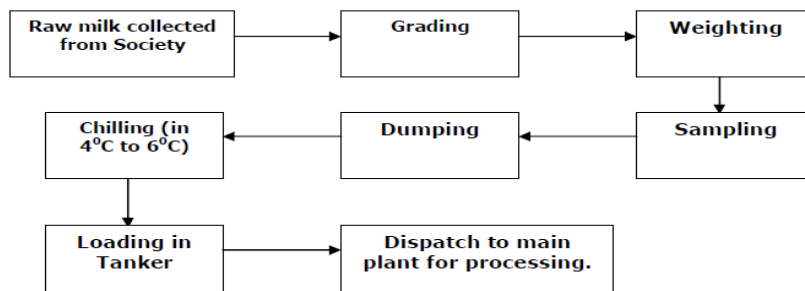 Raw milk collected
from Society
Grading
Weighting
Sampling
Dumping
Chilling (in
4⁰C to 6⁰C)
Loading in
Tanker
Dispatch to main
plant for processing.